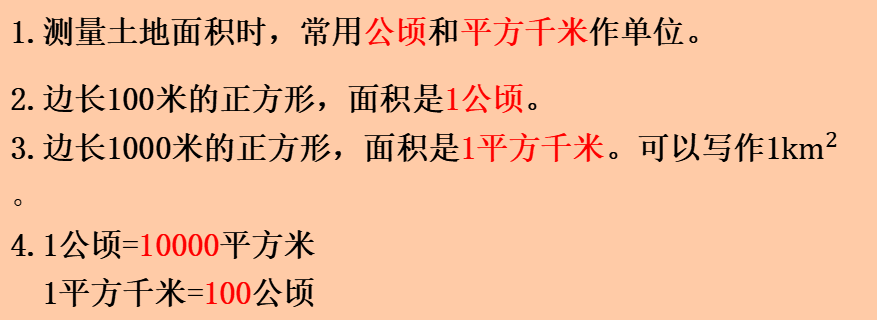 1.测量土地面积时，常用公顷和平方千米作单位。
2.边长100米的正方形，面积是1公顷。
3.边长1000米的正方形，面积是1平方千米。可以写作1km²
。
4.1公顷=10000平方米
1平方千米=100公顷